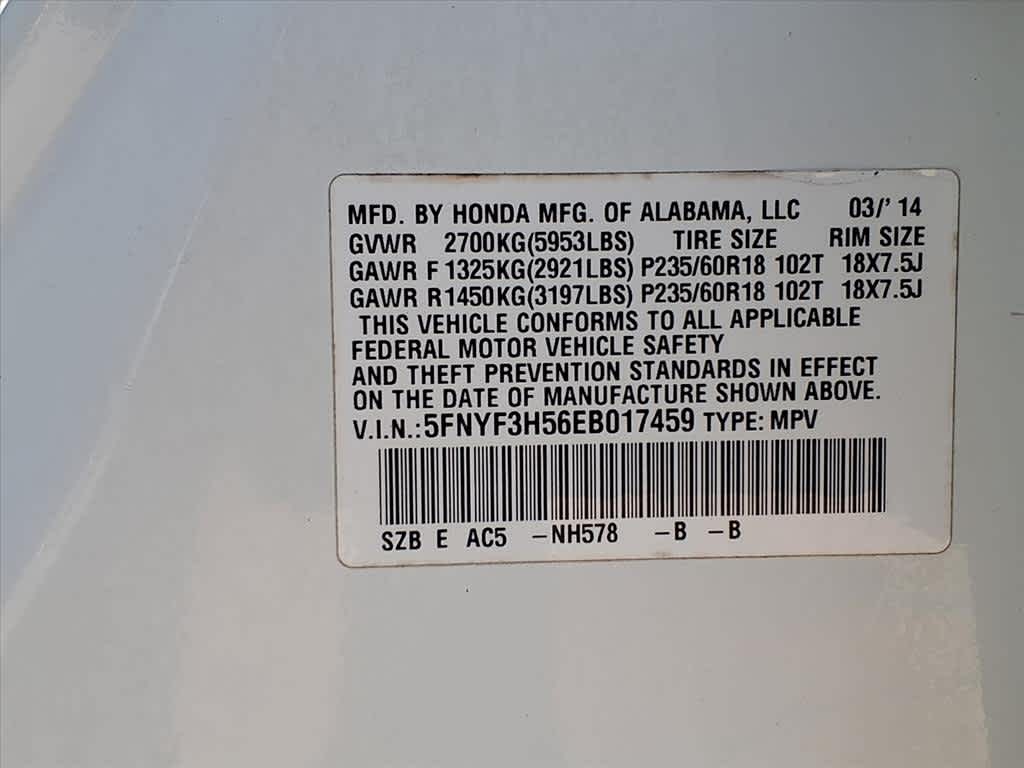 MFD. BY HONDA MFG. OF ALABAMA, LLC 03/' 14
GVWR 2700KG(5953LBS) TIRE SIZE RIM SIZE
GAWR F 1325KG(2921LBS) P235/60R18 102T 18X7.5J
GAWR R1450KG(3197LBS) P235/60R18 102T 18X7.5J
THIS VEHICLE CONFORMS TO ALL APPLICABLE
FEDERAL MOTOR VEHICLE SAFETY
AND THEFT PREVENTION STANDARDS IN EFFECT
ON THE DATE OF MANUFACTURE SHOWN ABOVE.
V.I.N.:5FNYF3H56EB017459 TYPE: MPV
SZB E AC5 -NH578 -B -B